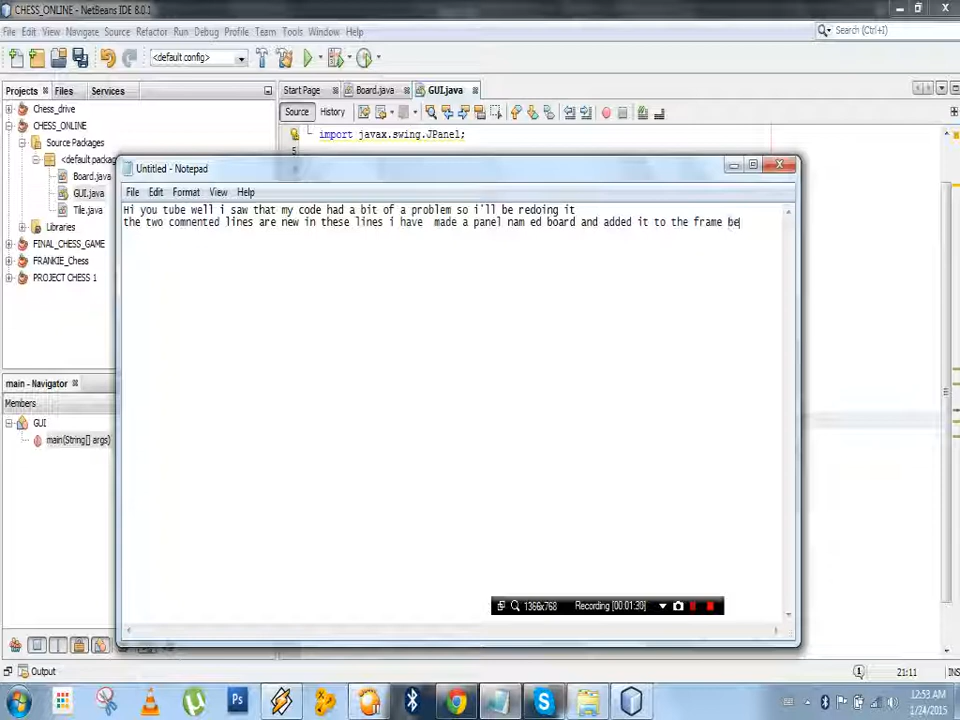 CHESS_ONLINE - NetBeans IDE 8.0.1
File Edit View Navigate Source Refactor Run Debug Profile Team Tools Window Help
Search (Ctrl+I)
<default config>
Projects Files Services
Start Page Board.java GUI.java
Source History
Chess_drive
CHESS_ONLINE
Source Packages
<default packag
Board.java
GUI.java
Tile.java
Libraries
FINAL_CHESS_GAME
FRANKIE_Chess
PROJECT CHESS 1
import javax.swing.JPanel;
5
Untitled - Notepad
File Edit Format View Help
Hi you tube well i saw that my code had a bit of a problem so i'll be redoing it
the two commented lines are new in these lines i have  made a panel nam ed board and added it to the frame be
main - Navigator
Members
GUI
main(String[] args)
1366x768 Recording [00:01:30]
Output
1
21:11
INS
Ps
12:53 AM
1/24/2015